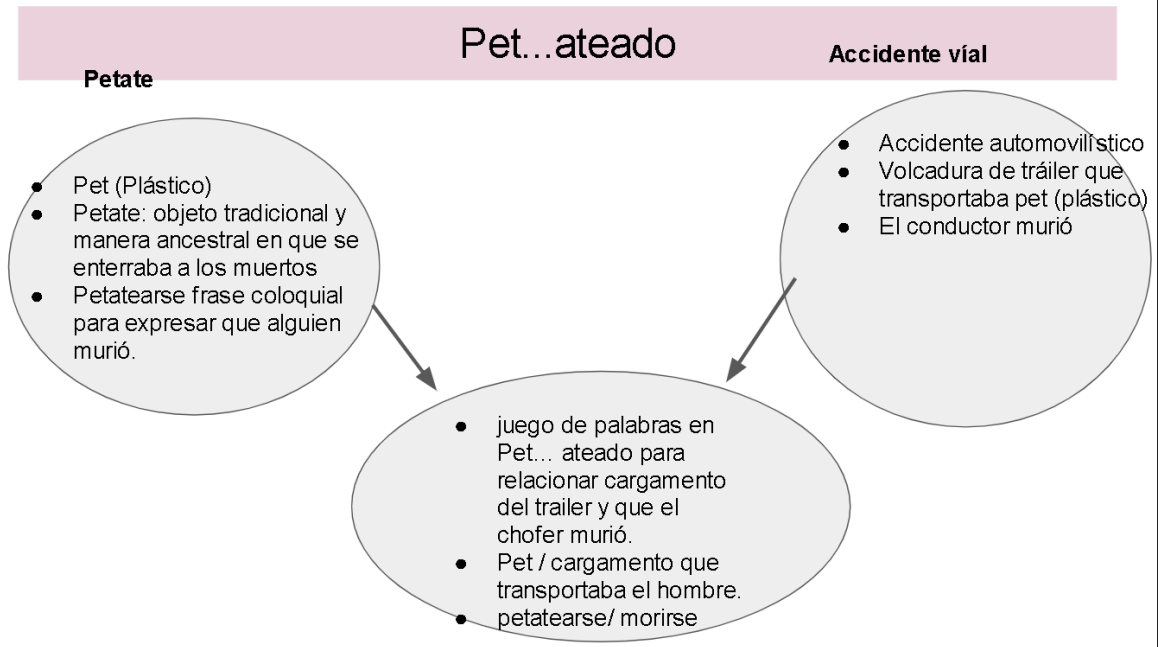 Pet...ateado
Petate
Accidente víal
● Pet (Plástico)
● Petate: objeto tradicional y
manera ancestral en que se
enterraba a los muertos
● Petatearse frase coloquial
para expresar que alguien
murió.
● Accidente automovilístico
● Volcadura de tráiler que
transportaba pet (plástico)
● El conductor murió
● juego de palabras en
Pet... ateado para
relacionar cargamento
del trailer y que el
chofer murió.
● Pet / cargamento que
transportaba el hombre.
● petatearse/ morirse